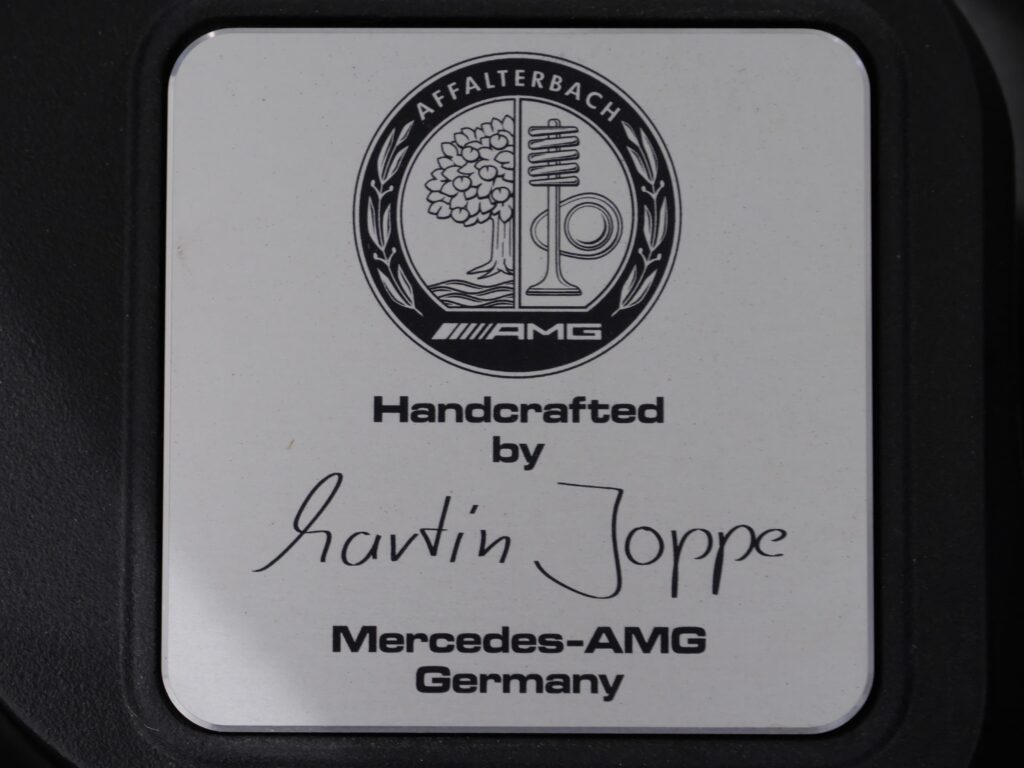 AFFALTERBACH
AMG
Handcrafted
by
Martin Joppe
Mercedes-AMG
Germany